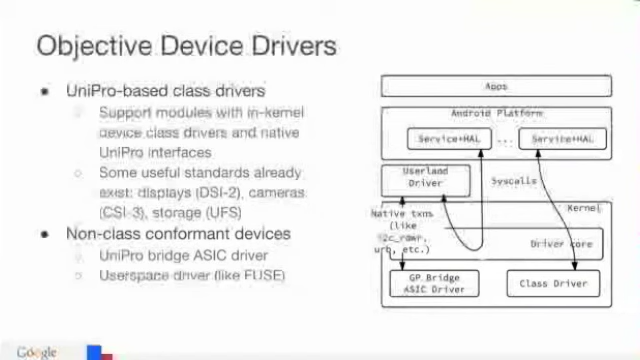 Objective Device Drivers
UniPro-based class drivers
Support modules with in-kernel
device class drivers and native
UniPro interfaces
Some useful standards already
exist: displays (DSI-2), cameras
(CSI-3), storage (UFS)
Non-class conformant devices
UniPro bridge ASIC driver
Userspace driver (like FUSE)
Apps
Android Platform
Service+HAL ... Service+HAL
Userland
Driver
Syscalls
Kernel
Native txns
(like
i2c_rdwr,
urb, etc.)
Driver core
GP Bridge
ASIC Driver
Class Driver
Google